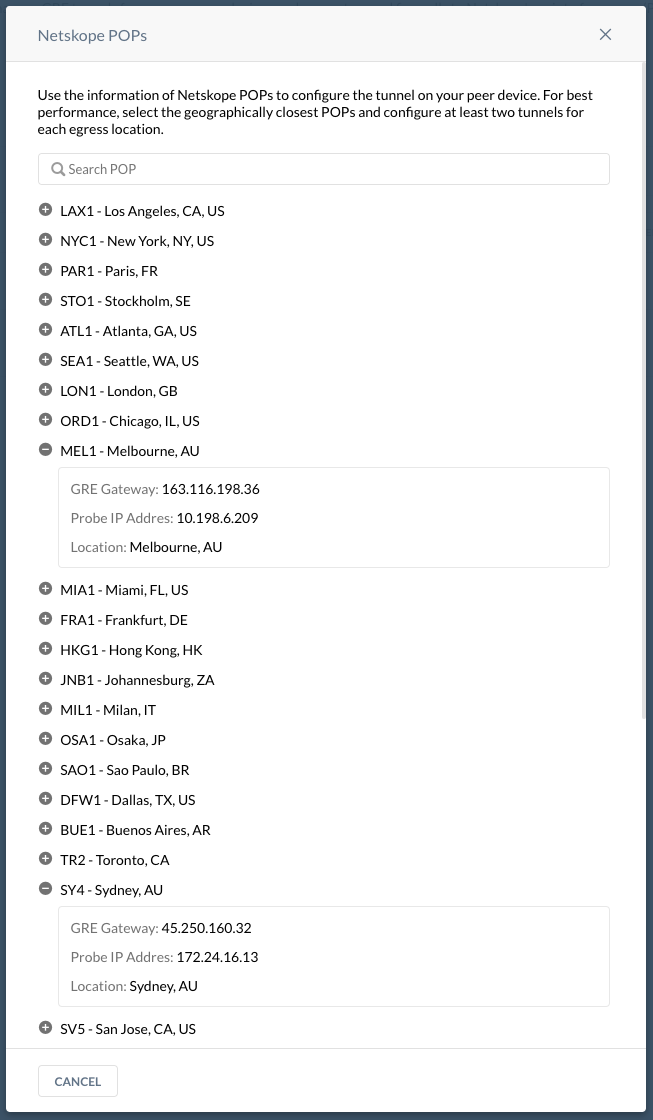 Netskope POPs
Use the information of Netskope POPs to configure the tunnel on your peer device. For best
performance, select the geographically closest POPs and configure at least two tunnels for
each egress location.
Search POP
LAX1 - Los Angeles, CA, US
NYC1 - New York, NY, US
PAR1 - Paris, FR
STO1 - Stockholm, SE
ATL1 - Atlanta, GA, US
SEA1 - Seattle, WA, US
LON1 - London, GB
ORD1 - Chicago, IL, US
MEL1 - Melbourne, AU
GRE Gateway: 163.116.198.36
Probe IP Addres: 10.198.6.209
Location: Melbourne, AU
MIA1 - Miami, FL, US
FRA1 - Frankfurt, DE
HKG1 - Hong Kong, HK
JNB1 - Johannesburg, ZA
MIL1 - Milan, IT
OSA1 - Osaka, JP
SAO1 - Sao Paulo, BR
DFW1 - Dallas, TX, US
BUE1 - Buenos Aires, AR
TR2 - Toronto, CA
SY4 - Sydney, AU
GRE Gateway: 45.250.160.32
Probe IP Addres: 172.24.16.13
Location: Sydney, AU
SV5 - San Jose, CA, US
CANCEL